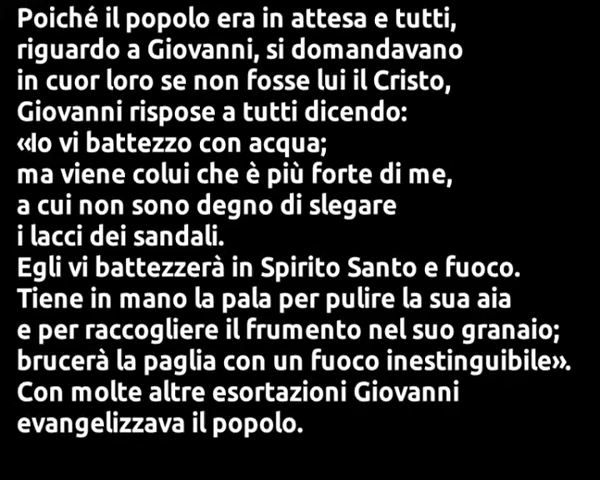 Poiché il popolo era in attesa e tutti,
riguardo a Giovanni, si domandavano
in cuor loro se non fosse lui il Cristo,
Giovanni rispose a tutti dicendo:
«Io vi battezzo con acqua;
ma viene colui che è più forte di me,
a cui non sono degno di slegare
i lacci dei sandali.
Egli vi battezzerà in Spirito Santo e fuoco.
Tiene in mano la pala per pulire la sua aia
e per raccogliere il frumento nel suo granaio;
brucerà la paglia con un fuoco inestinguibile».
Con molte altre esortazioni Giovanni
evangelizzava il popolo.